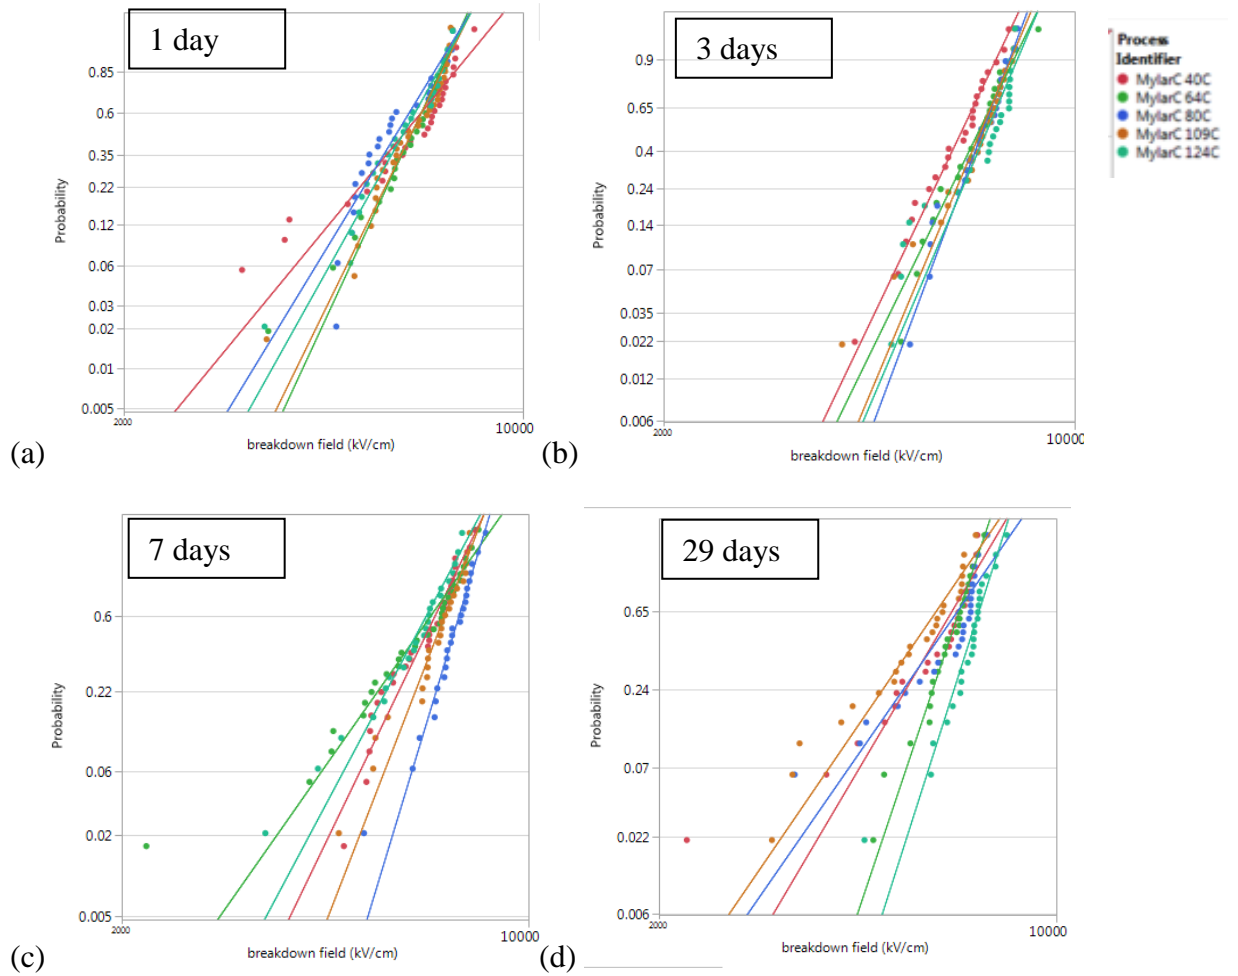 1 day
0.85
0.6
0.35
0.22
0.12
0.06
0.03
0.02
0.01
0.005
Probability
2000
10000
breakdown field (kV/cm)
(a)
3 days
0.9
0.65
0.4
0.24
0.14
0.07
0.035
0.022
0.012
0.006
Probability
2000
10000
breakdown field (kV/cm)
(b)
Process
Identifier
MylarC 40C
MylarC 64C
MylarC 80C
MylarC 109C
MylarC 124C
7 days
0.6
0.22
0.06
0.02
0.005
Probability
2000
10000
breakdown field (kV/cm)
(c)
29 days
0.65
0.24
0.07
0.022
0.006
Probability
2000
10000
breakdown field (kV/cm)
(d)